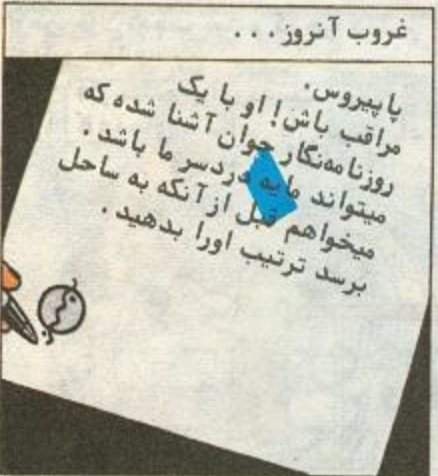 غروب آنروز...
پاپیروس.
مراقب باش! او با یک
روزنامه‌نگار جوان آشنا شده که
میتواند مایه دردسر ما باشد.
میخواهم قبل از آنکه به ساحل
برسد ترتیب اورا بدهید.